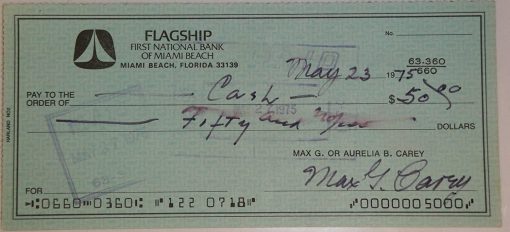 FLAGSHIP
FIRST NATIONAL BANK
OF MIAMI BEACH
MIAMI BEACH, FLORIDA 33139
No.
May 23 1975
63-360
660
PAY TO THE
ORDER OF Cash $ 50 00
Fifty and no/100 DOLLARS
MAX G. OR AURELIA B. CAREY
FOR Max G. Carey
⑆0660⑉0360⑆ ⑈122 0718⑈ ⑈0000005000⑈
HARLAND